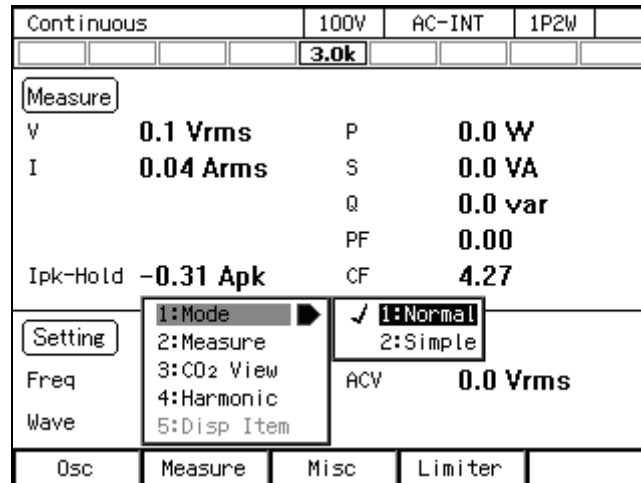 Continuous 100V AC-INT 1P2W
3.0k
Measure
V 0.1 Vrms P 0.0 W
I 0.04 Arms S 0.0 VA
Q 0.0 var
PF 0.00
Ipk-Hold -0.31 Apk CF 4.27
1:Mode ✓ 1:Normal
Setting 2:Measure 2:Simple
3:CO₂ View
Freq ACV 0.0 Vrms
4:Harmonic
Wave 5:Disp Item
Osc Measure Misc Limiter